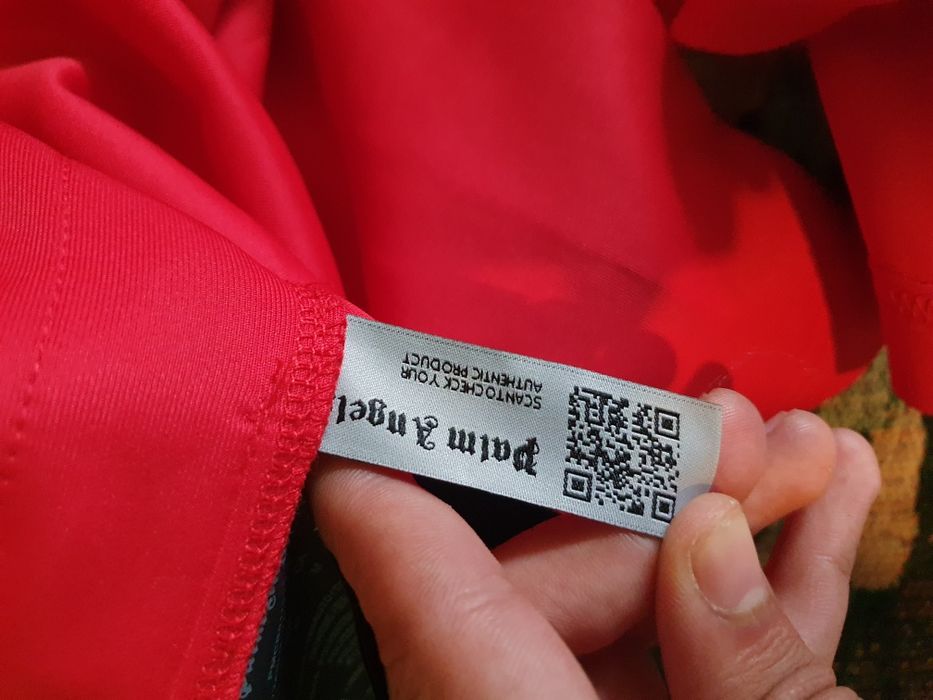 Palm Angels
SCANTOCHECK YOUR
AUTHENTIC PRODUCT